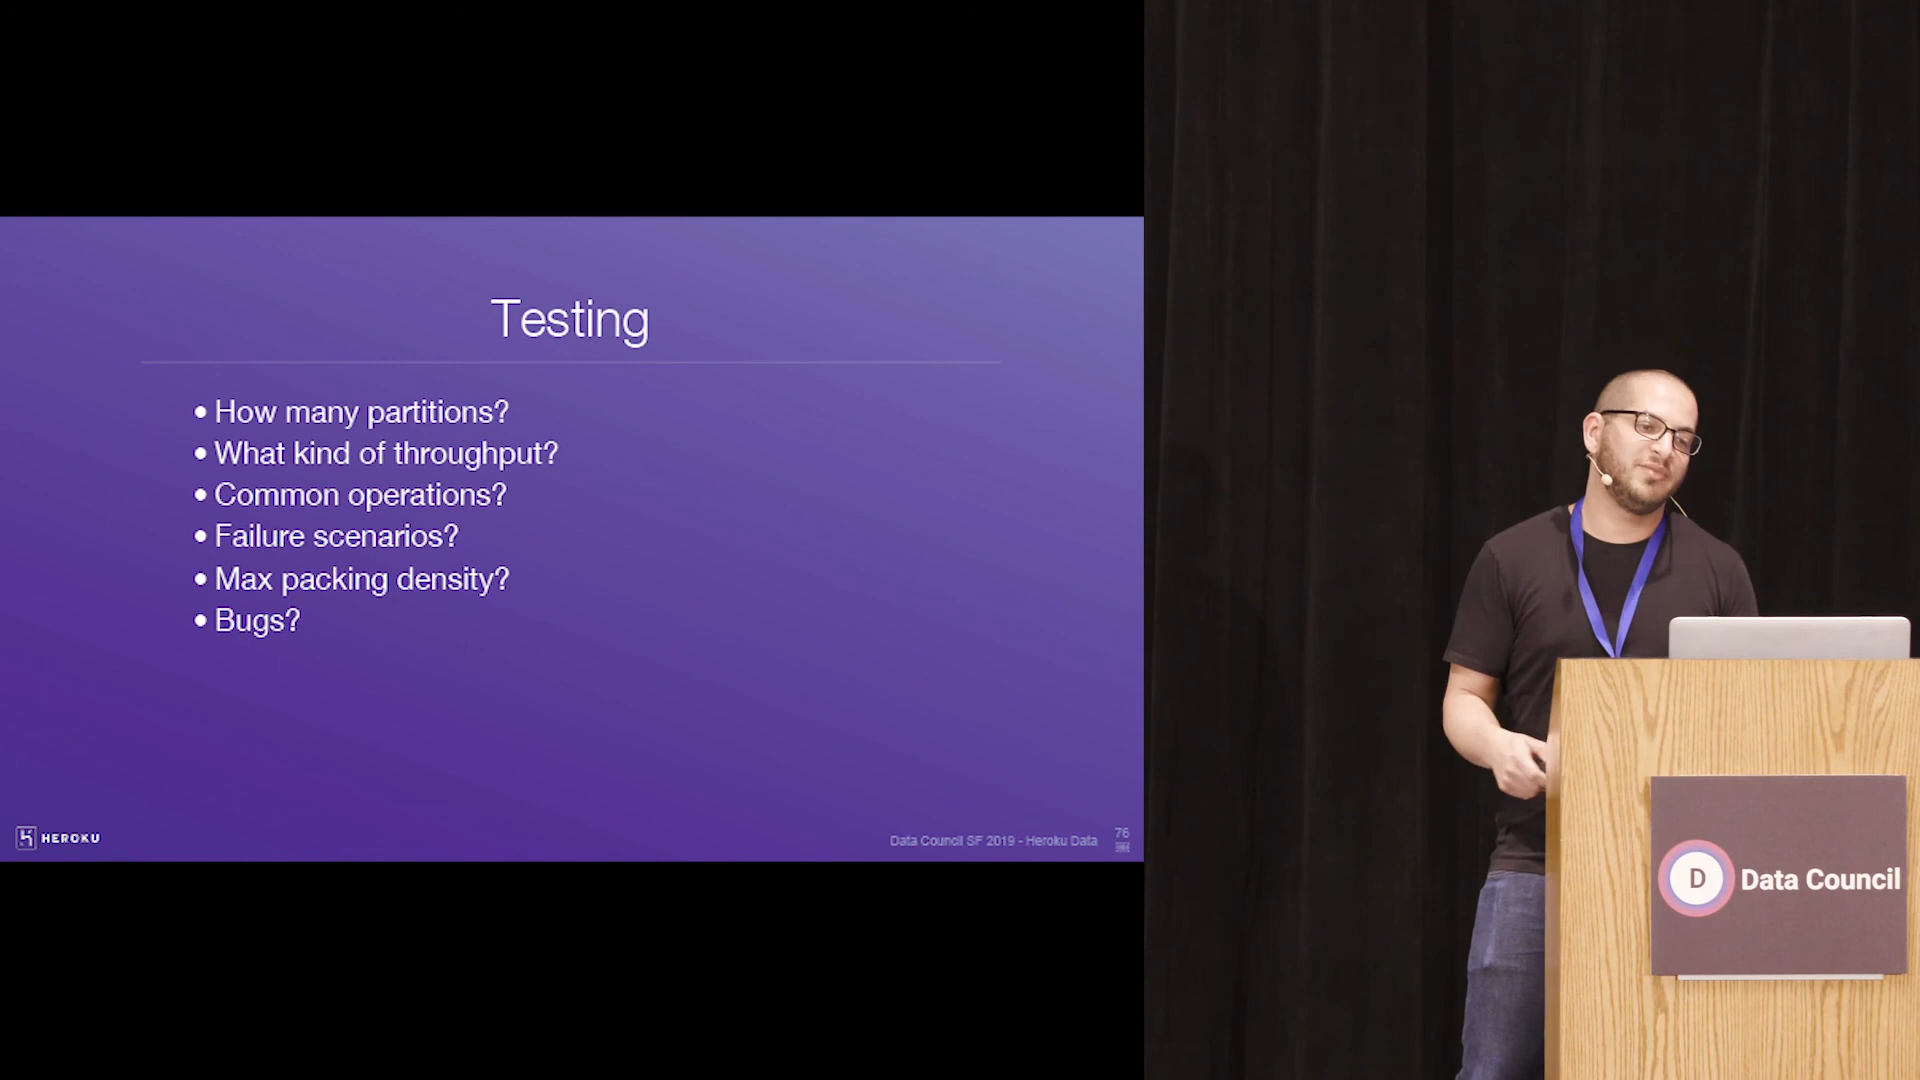 Testing
• How many partitions?
• What kind of throughput?
• Common operations?
• Failure scenarios?
• Max packing density?
• Bugs?
HEROKU
Data Council SF 2019 - Heroku Data
76
D Data Council